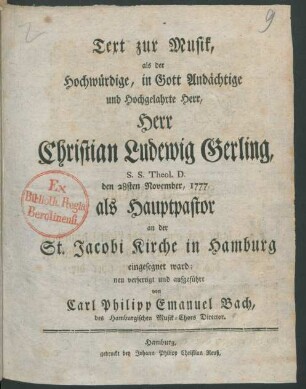 9
Text zur Musik,
als der
Hochwürdige, in Gott Andächtige
und Hochgelahrte Herr,
Herr
Christian Ludewig Gerling,
S. S. Theol. D.
den 28sten November, 1777
als Hauptpastor
an der
St. Jacobi Kirche in Hamburg
eingesegnet ward:
neu verfertigt und aufgeführt
von
Carl Philipp Emanuel Bach,
des Hamburgischen Musik-Chors Director.
Ex
Biblioth. Regia
Berolinensi
Hamburg,
gedruckt bey Johann Philipp Christian Reuß.